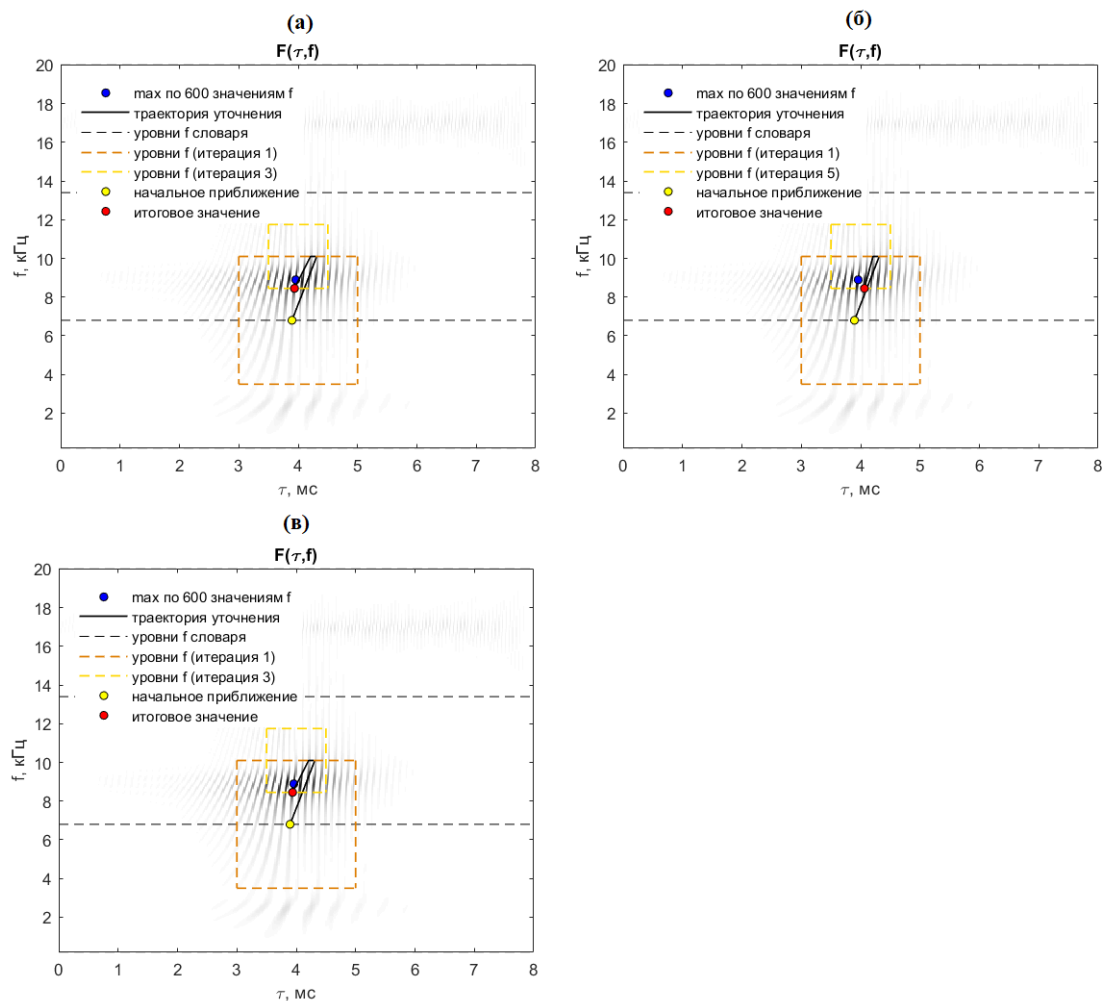 (а)
F(τ,f)
20
18
16
14
12
10
8
6
4
2
f, кГц
max по 600 значениям f
траектория уточнения
уровни f словаря
уровни f (итерация 1)
уровни f (итерация 3)
начальное приближение
итоговое значение
0 1 2 3 4 5 6 7 8
τ, мс
(б)
F(τ,f)
20
18
16
14
12
10
8
6
4
2
f, кГц
max по 600 значениям f
траектория уточнения
уровни f словаря
уровни f (итерация 1)
уровни f (итерация 5)
начальное приближение
итоговое значение
0 1 2 3 4 5 6 7 8
τ, мс
(в)
F(τ,f)
20
18
16
14
12
10
8
6
4
2
f, кГц
max по 600 значениям f
траектория уточнения
уровни f словаря
уровни f (итерация 1)
уровни f (итерация 3)
начальное приближение
итоговое значение
0 1 2 3 4 5 6 7 8
τ, мс